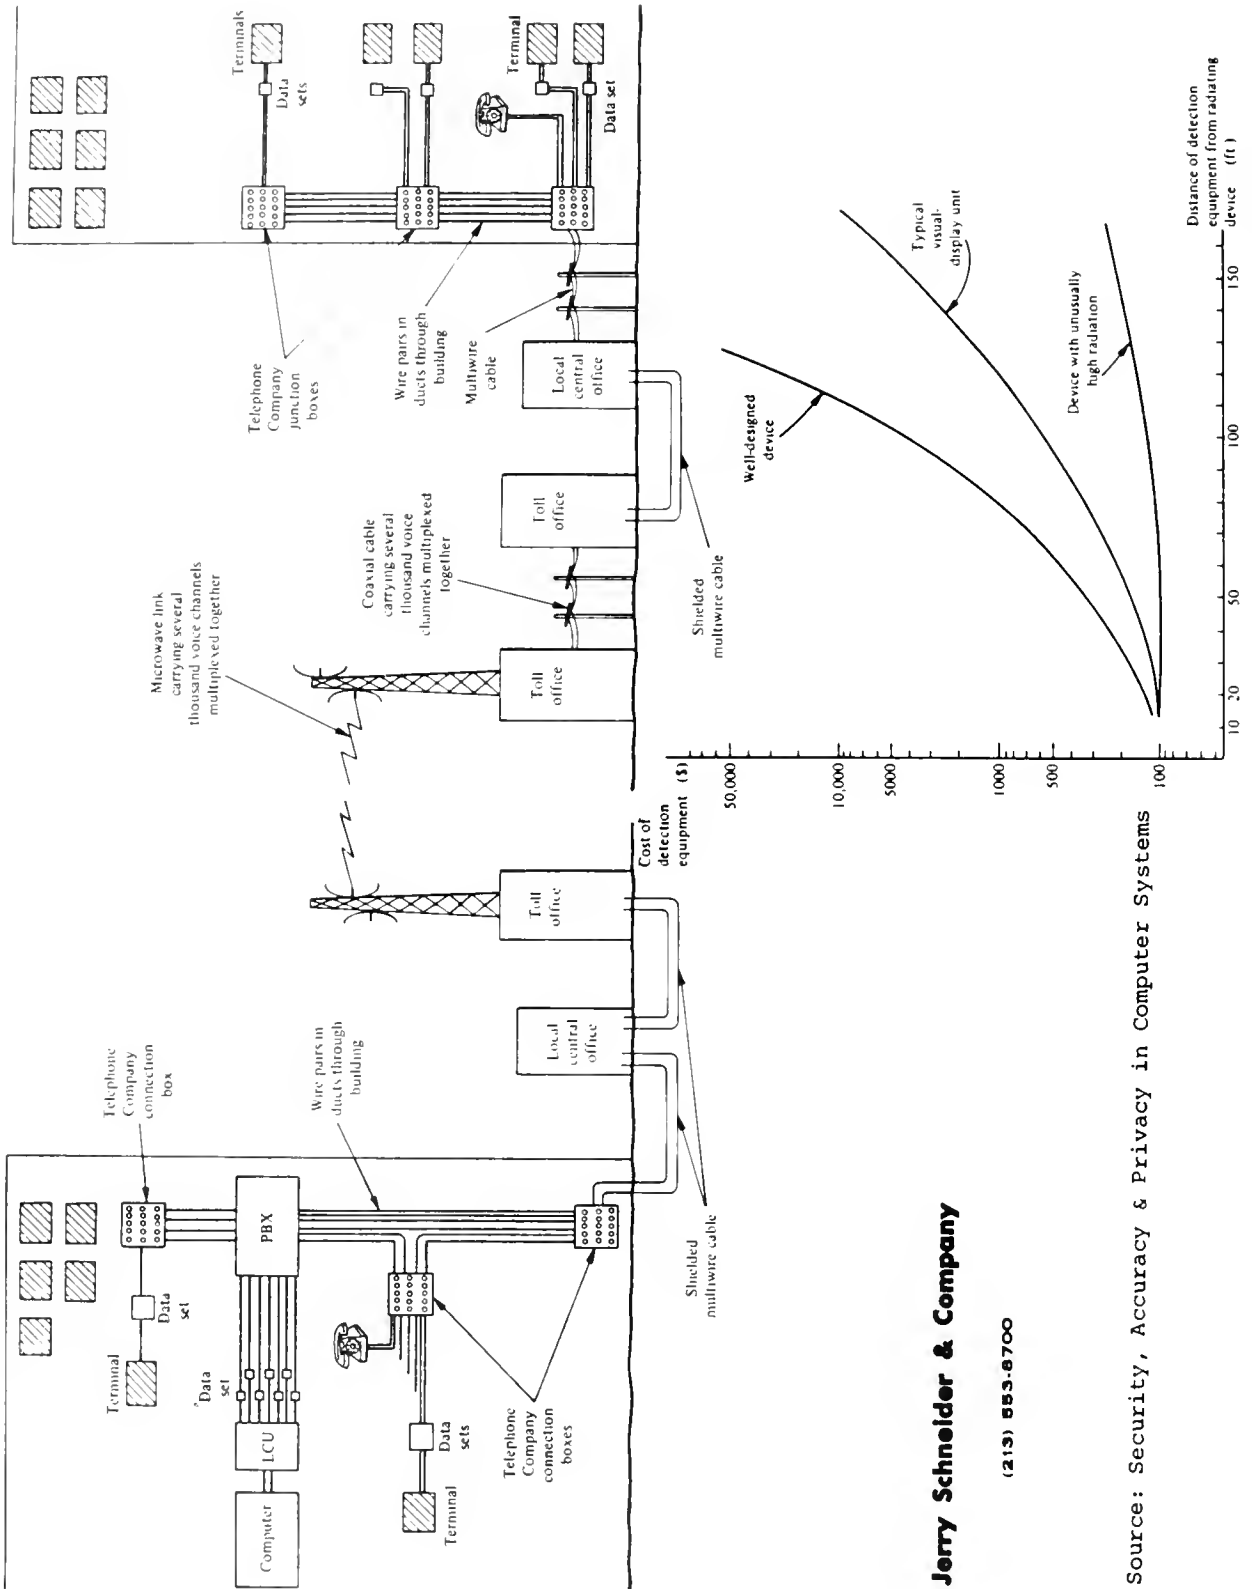 Computer
LCU
Data
set
Terminal
Data
set
PBX
Telephone
Company
connection
box
Wire pairs in
ducts through
building
Terminal
Data
sets
Telephone
Company
connection
boxes
Shielded
multiwire cable
Local
central
office
Toll
office
Microwave link
carrying several
thousand voice channels
multiplexed together
Toll
office
Coaxial cable
carrying several
thousand voice
channels multiplexed
together
Toll
office
Shielded
multiwire cable
Local
central
office
Telephone
Company
junction
boxes
Wire pairs in
ducts through
building
Multiwire
cable
Terminals
Data
sets
Terminal
Data set
Cost of
detection
equipment ($)
50,000
10,000
5000
1000
500
100
10
20
50
100
150
Well-designed
device
Typical
visual-
display unit
Device with unusually
high radiation
Distance of detection
equipment from radiating
device (ft)
Jerry Schneider & Company
(213) 553-8700
Source: Security, Accuracy & Privacy in Computer Systems